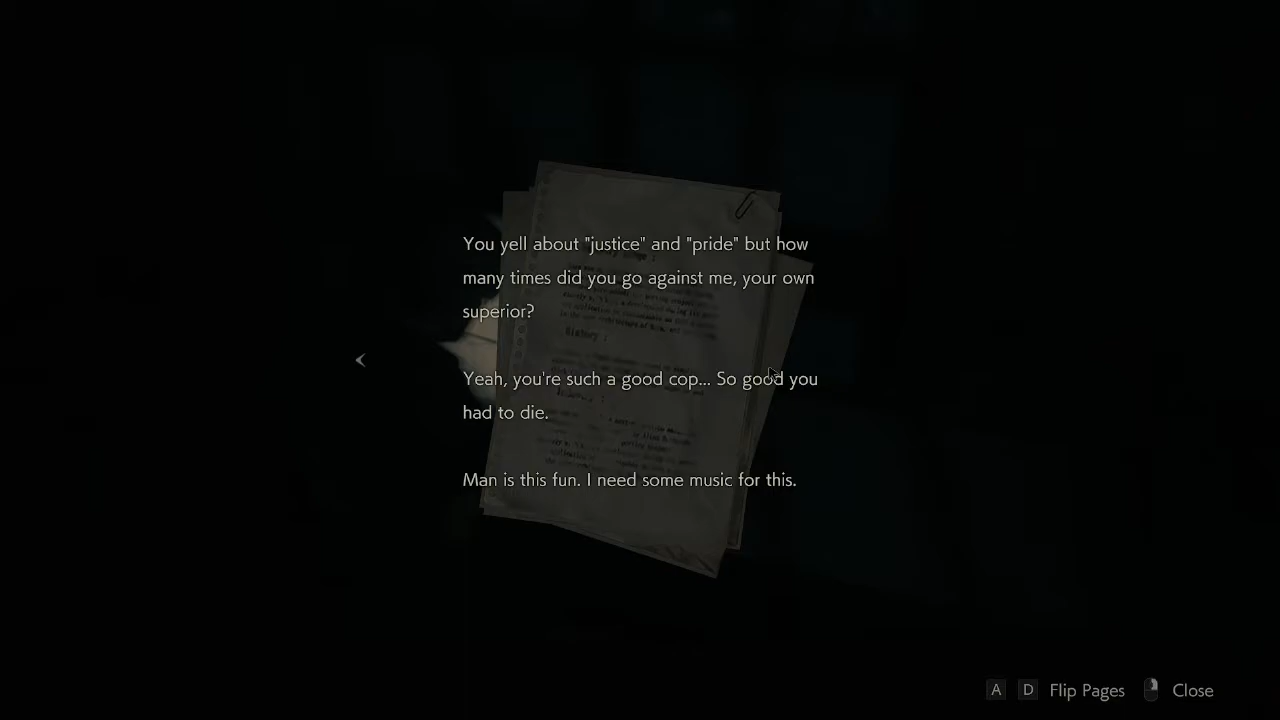 You yell about "justice" and "pride" but how
many times did you go against me, your own
superior?
Yeah, you're such a good cop... So good you
had to die.
Man is this fun. I need some music for this.
A D Flip Pages Close